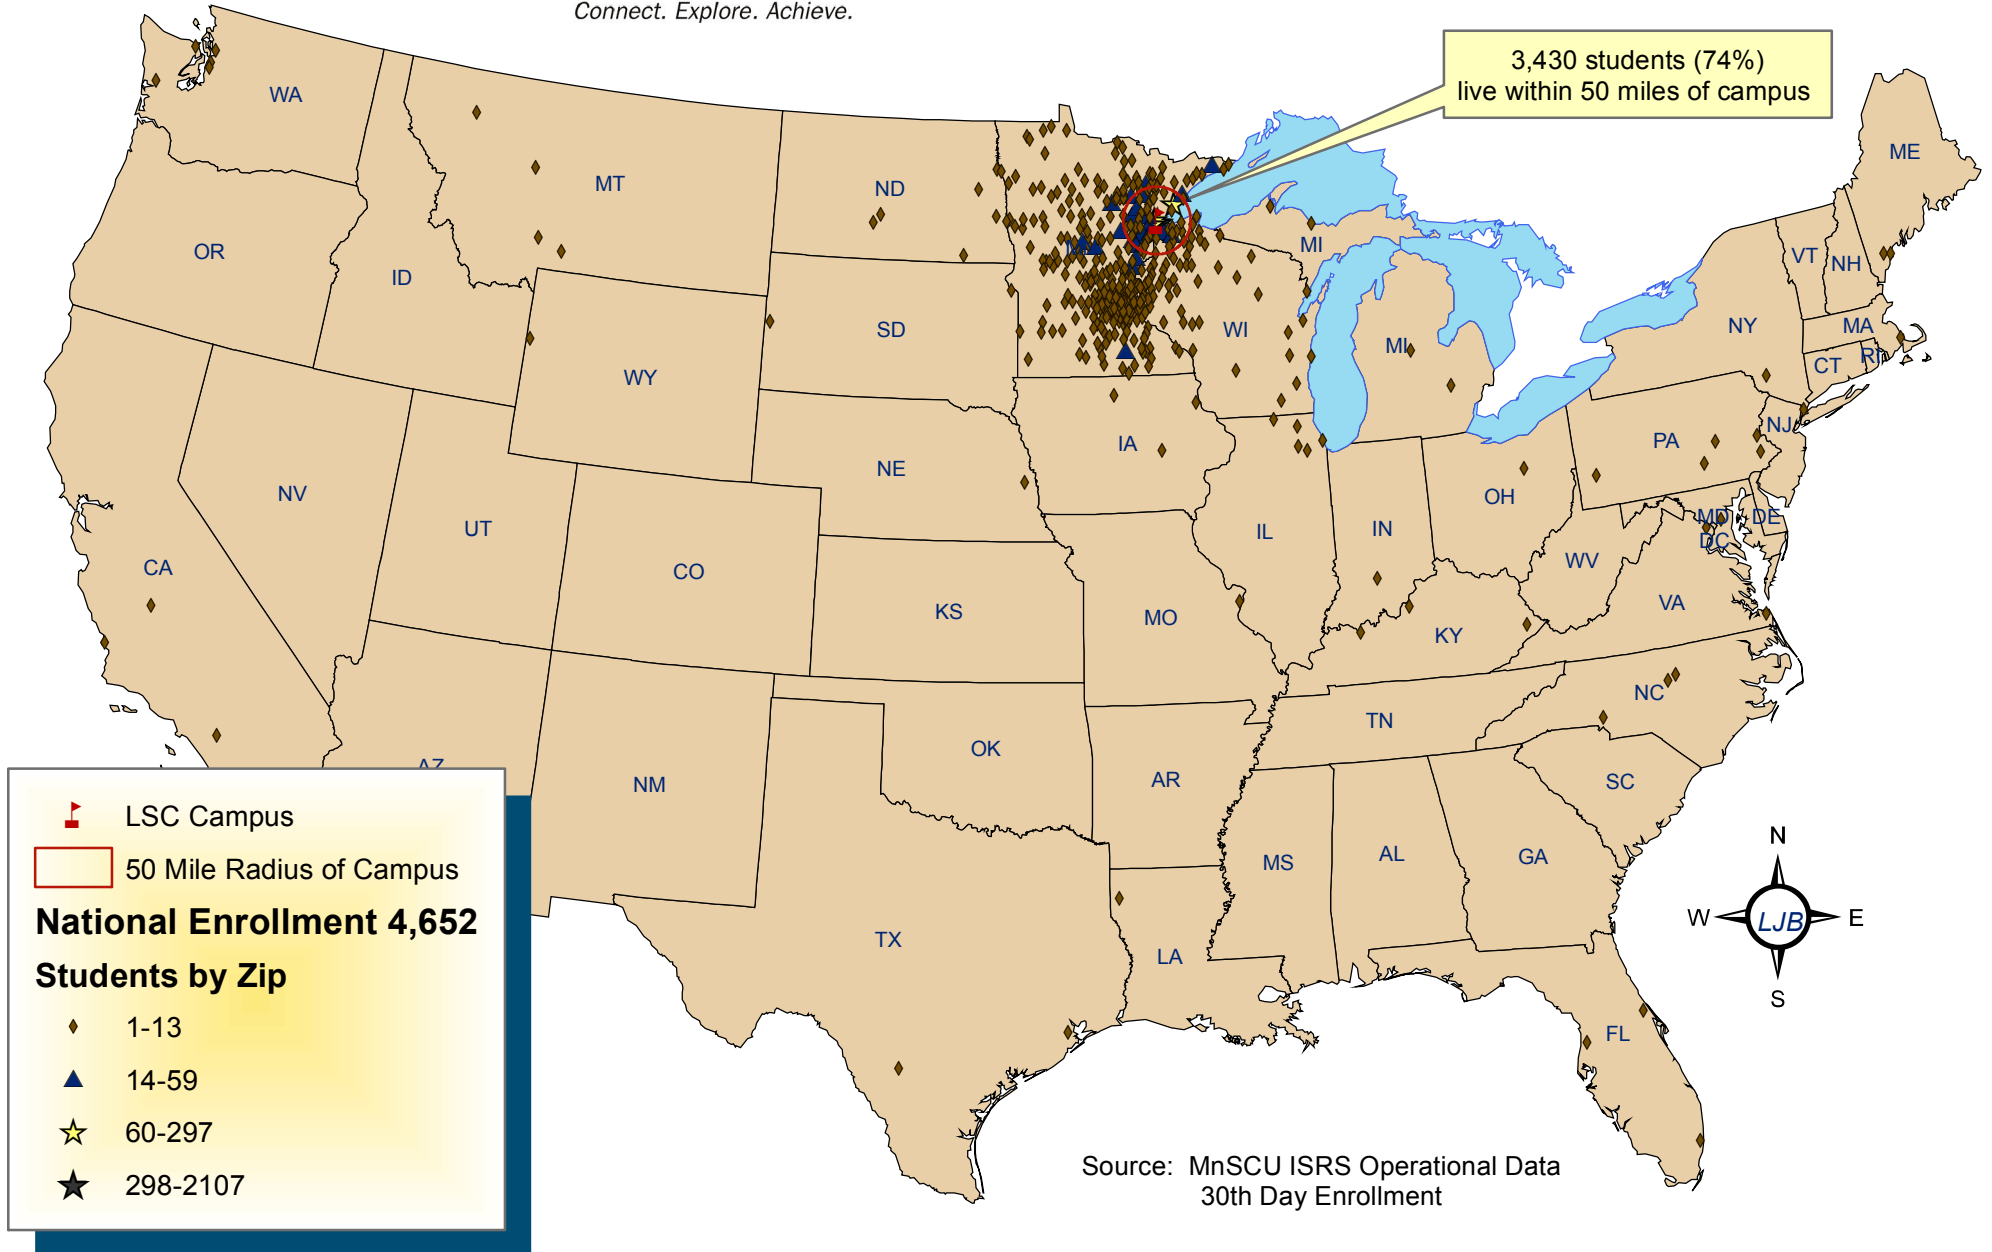 Connect. Explore. Achieve.
3,430 students (74%)
live within 50 miles of campus
WA
MT
ND
ME
OR
ID
MI
VT
NH
SD
WI
MI
NY
MA
CT
RI
WY
IA
PA
NJ
NE
NV
UT
OH
IL
IN
MD
DE
DC
CA
CO
WV
KS
MO
KY
VA
NC
TN
OK
AZ
NM
AR
SC
MS
AL
GA
TX
LA
FL
N
W
LJB
E
S
LSC Campus
50 Mile Radius of Campus
National Enrollment 4,652
Students by Zip
1-13
14-59
60-297
298-2107
Source: MnSCU ISRS Operational Data
30th Day Enrollment